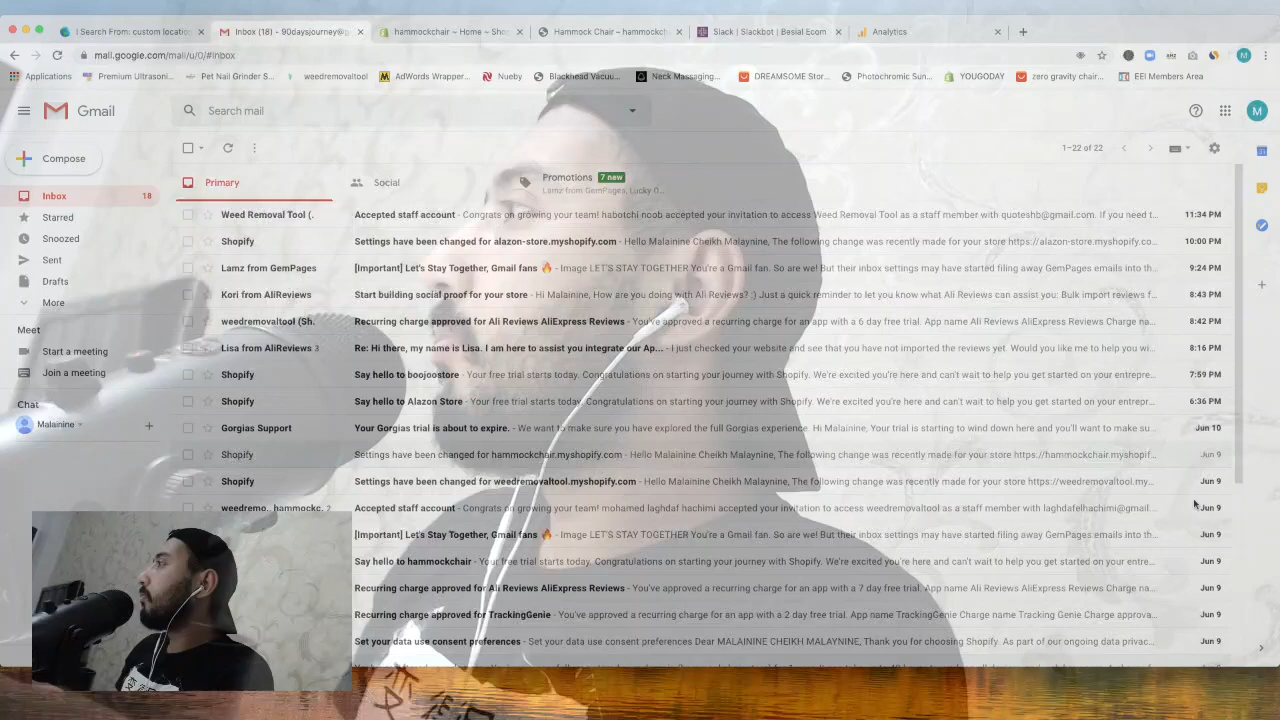 I Search From: custom locatio
Inbox (18) - 90daysjourney@
hammockchair ~ Home ~ Sho
Hammock Chair ~ hammockch
Slack | Slackbot | Besial Ecom
Analytics
mail.google.com/mail/u/0/#inbox
Applications
Premium Ultrasoni...
Pet Nail Grinder S...
weedremovaltool
AdWords Wrapper...
Nueby
Blackhead Vacuu...
Neck Massaging...
DREAMSOME Stor...
Photochromic Sun...
YOUGODAY
zero gravity chair...
EEI Members Area
Gmail
Search mail
M
Compose
1–22 of 22
Inbox 18
Starred
Snoozed
Sent
Drafts
More
Meet
Start a meeting
Join a meeting
Chat
Malainine
Primary
Social
Promotions 7 new
Lamz from GemPages, Lucky O...
Weed Removal Tool (. Accepted staff account - Congrats on growing your team! habotchi noob accepted your invitation to access Weed Removal Tool as a staff member with quoteshb@gmail.com. If you need t... 11:34 PM
Shopify Settings have been changed for alazon-store.myshopify.com - Hello Malainine Cheikh Malaynine, The following change was recently made for your store https://alazon-store.myshopify.co... 10:00 PM
Lamz from GemPages [Important] Let's Stay Together, Gmail fans 🔥 - Image LET'S STAY TOGETHER You're a Gmail fan. So are we! But their inbox settings may have started filing away GemPages emails into th... 9:24 PM
Kori from AliReviews Start building social proof for your store - Hi Malainine, How are you doing with Ali Reviews? :) Just a quick reminder to let you know what Ali Reviews can assist you: Bulk import reviews f... 8:43 PM
weedremovaltool (Sh. Recurring charge approved for Ali Reviews AliExpress Reviews - You've approved a recurring charge for an app with a 6 day free trial. App name Ali Reviews AliExpress Reviews Charge na... 8:42 PM
Lisa from AliReviews 3 Re: Hi there, my name is Lisa. I am here to assist you integrate our Ap... - I just checked your website and see that you have not imported the reviews yet. Would you like me to help you wi... 8:16 PM
Shopify Say hello to boojoostore - Your free trial starts today. Congratulations on starting your journey with Shopify. We're excited you're here and can't wait to help you get started on your entrepre... 7:59 PM
Shopify Say hello to Alazon Store - Your free trial starts today. Congratulations on starting your journey with Shopify. We're excited you're here and can't wait to help you get started on your entrepr... 6:36 PM
Gorgias Support Your Gorgias trial is about to expire. - We want to make sure you have explored the full Gorgias experience. Hi Malainine, Your trial is starting to wind down here and you'll want to make su... Jun 10
Shopify Settings have been changed for hammockchair.myshopify.com - Hello Malainine Cheikh Malaynine, The following change was recently made for your store https://hammockchair.myshopif... Jun 9
Shopify Settings have been changed for weedremovaltool.myshopify.com - Hello Malainine Cheikh Malaynine, The following change was recently made for your store https://weedremovaltool.my... Jun 9
weedremo., hammockc. 2 Accepted staff account - Congrats on growing your team! mohamed laghdaf hachimi accepted your invitation to access weedremovaltool as a staff member with laghdafelhachimi@gmail... Jun 9
[Important] Let's Stay Together, Gmail fans 🔥 - Image LET'S STAY TOGETHER You're a Gmail fan. So are we! But their inbox settings may have started filing away GemPages emails into th... Jun 9
Say hello to hammockchair - Your free trial starts today. Congratulations on starting your journey with Shopify. We're excited you're here and can't wait to help you get started on your entre... Jun 9
Recurring charge approved for Ali Reviews AliExpress Reviews - You've approved a recurring charge for an app with a 7 day free trial. App name Ali Reviews AliExpress Reviews Charge na... Jun 9
Recurring charge approved for TrackingGenie - You've approved a recurring charge for an app with a 2 day free trial. App name TrackingGenie Charge name Tracking Genie Charge approva... Jun 9
Set your data use consent preferences - Set your data use consent preferences Dear MALAININE CHEIKH MALAYNINE, Thank you for choosing Shopify. As part of our ongoing data privac... Jun 9